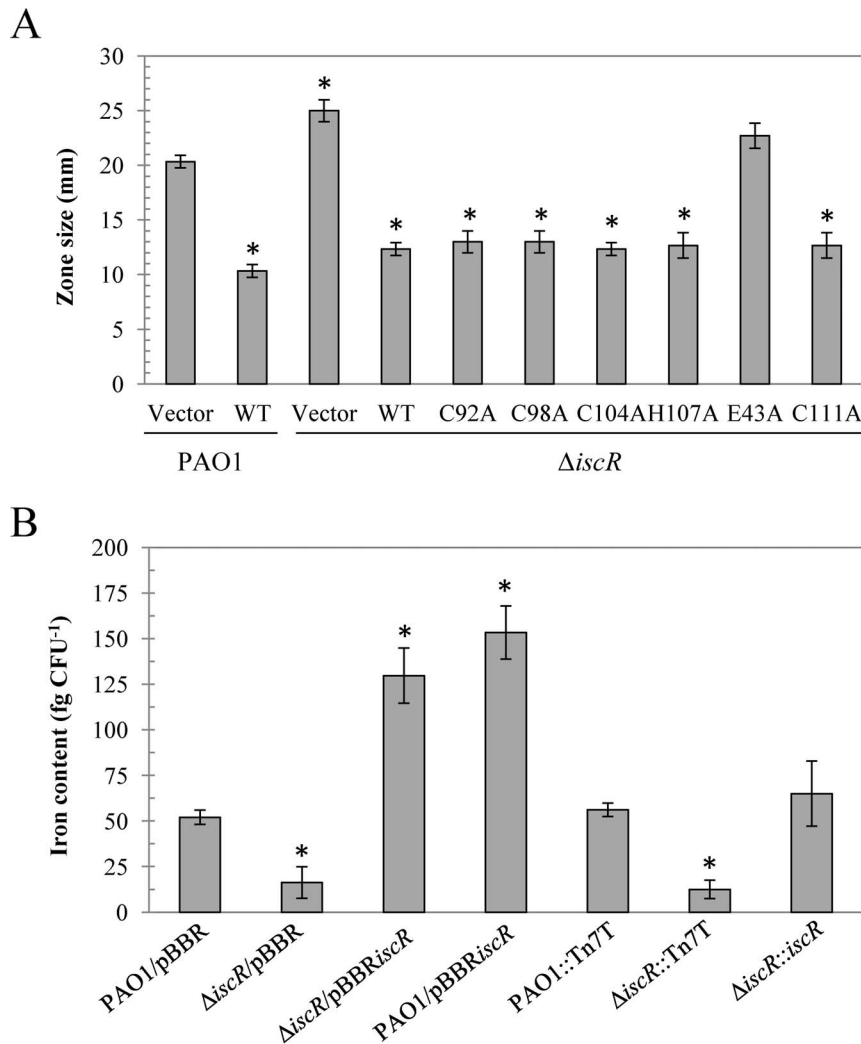 A
30
25
20
15
10
5
0
Zone size (mm)
* * * * * * * *
Vector WT Vector WT C92A C98A C104A H107A E43A C111A
PAO1 ΔiscR
B
200
175
150
125
100
75
50
25
0
Iron content (fg CFU⁻¹)
* * * *
PAO1/pBBR
ΔiscR/pBBR
ΔiscR/pBBRiscR
PAO1/pBBRiscR
PAO1::Tn7T
ΔiscR::Tn7T
ΔiscR::iscR